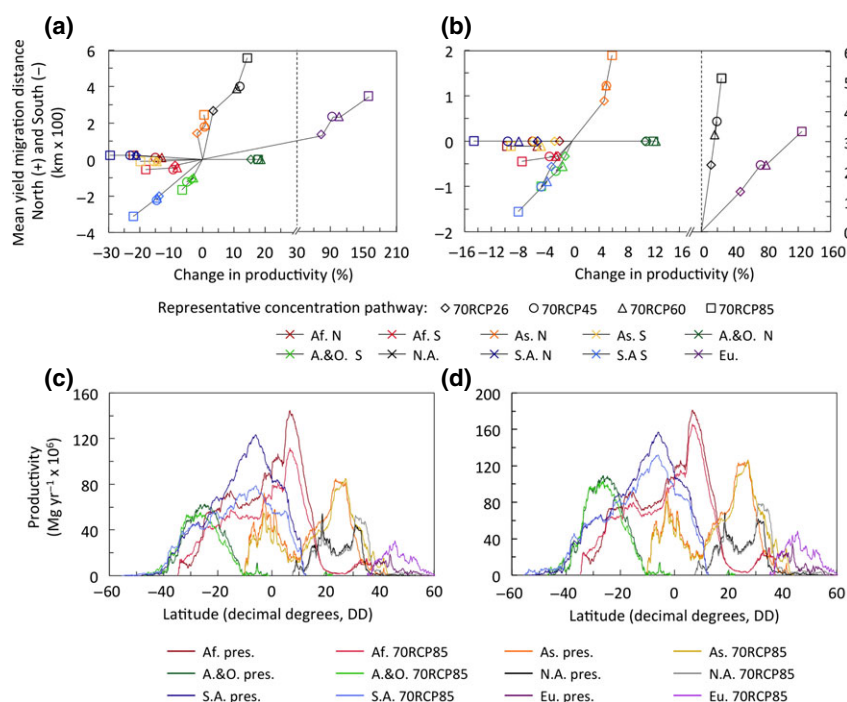 (a)
(b)
Mean yield migration distance
North (+) and South (−)
(km x 100)
6
4
2
0
−2
−4
−30
−20
−10
0
10
20
30
90
150
210
Change in productivity (%)
2
1
0
−1
−2
−16
−12
−8
−4
0
4
8
12
16
0
40
80
120
160
6
5
4
3
2
1
0
Change in productivity (%)
Representative concentration pathway: 70RCP26 70RCP45 70RCP60 70RCP85
Af. N Af. S As. N As. S A.&O. N
A.&O. S N.A. S.A. N S.A S Eu.
(c)
(d)
Productivity
(Mg yr⁻¹ x 10⁶)
160
120
80
40
0
−60 −40 −20 0 20 40 60
Latitude (decimal degrees, DD)
200
160
120
80
40
0
−60 −40 −20 0 20 40 60
Latitude (decimal degrees, DD)
Af. pres. Af. 70RCP85 As. pres. As. 70RCP85
A.&O. pres. A.&O. 70RCP85 N.A. pres. N.A. 70RCP85
S.A. pres. S.A. 70RCP85 Eu. pres. Eu. 70RCP85